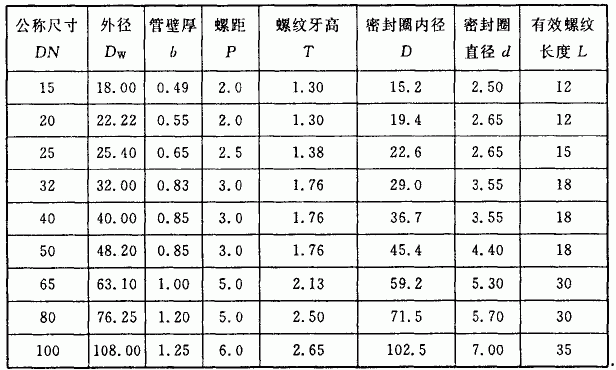 公称尺寸 外径 管壁厚 螺距 螺纹牙高 密封圈内径 密封圈 有效螺纹
DN Dw b P T D 直径 d 长度 L
15 18.00 0.49 2.0 1.30 15.2 2.50 12
20 22.22 0.55 2.0 1.30 19.4 2.65 12
25 25.40 0.65 2.5 1.38 22.6 2.65 15
32 32.00 0.83 3.0 1.76 29.0 3.55 18
40 40.00 0.85 3.0 1.76 36.7 3.55 18
50 48.20 0.85 3.0 1.76 45.4 4.40 18
65 63.10 1.00 5.0 2.13 59.2 5.30 30
80 76.25 1.20 5.0 2.50 71.5 5.70 30
100 108.00 1.25 6.0 2.65 102.5 7.00 35